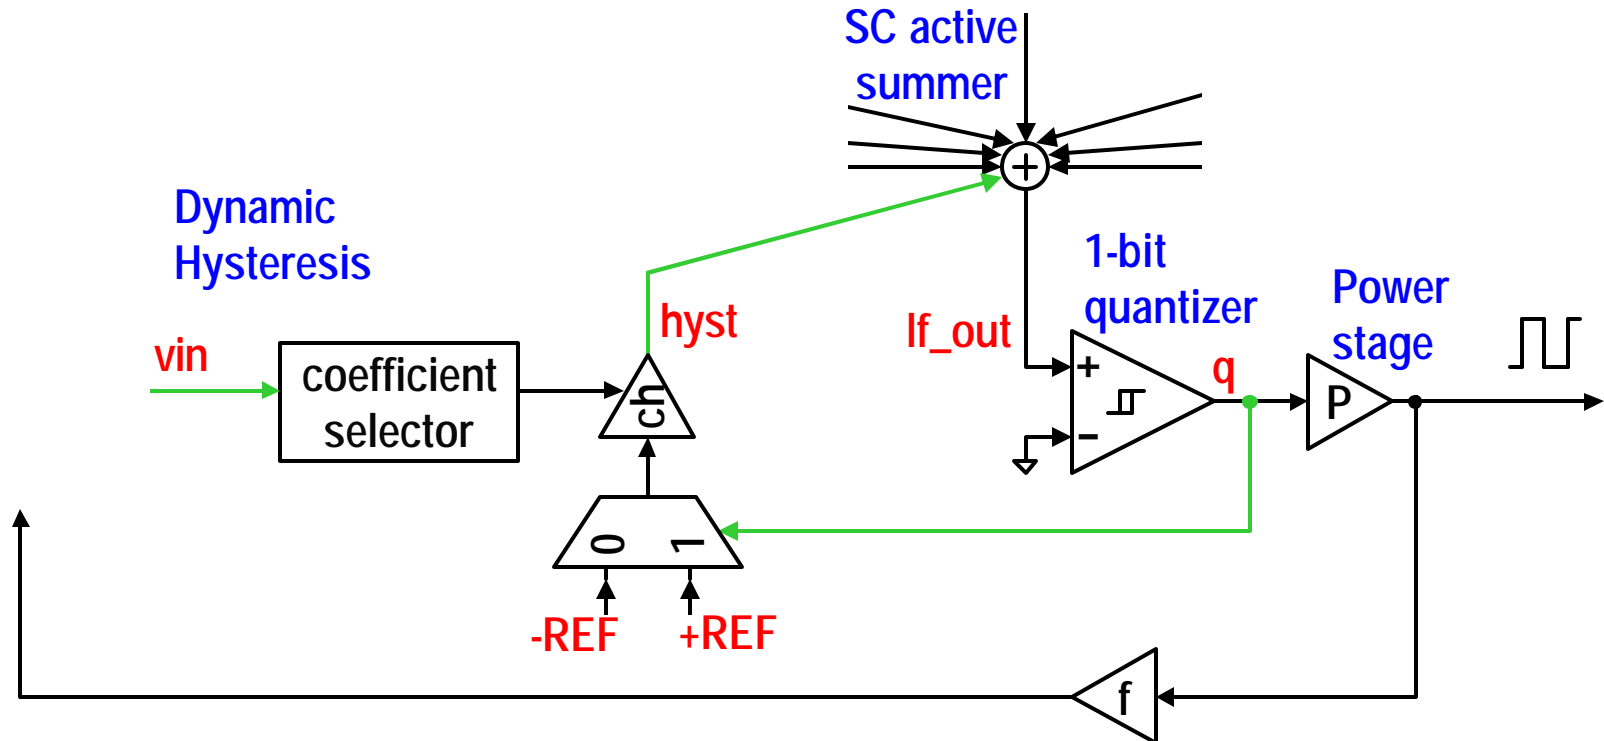 SC active
summer
Dynamic
Hysteresis
1-bit
quantizer
Power
stage
hyst
lf_out
vin
q
coefficient
selector
ch
+
+
-
P
0
1
-REF
+REF
f